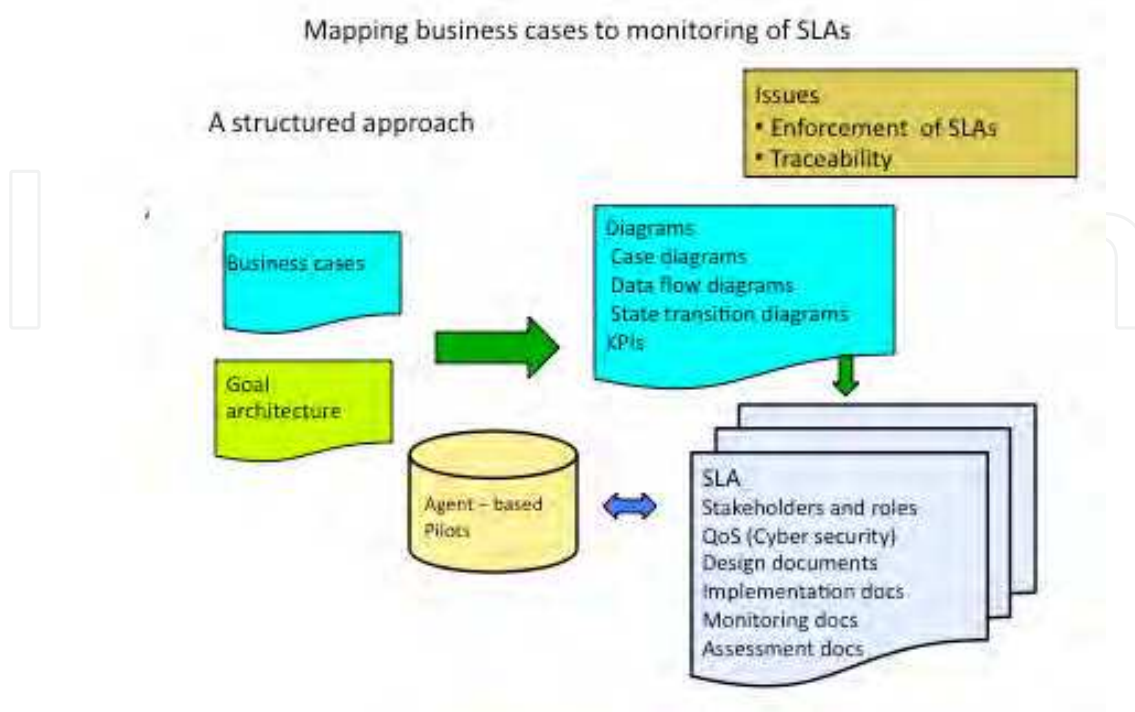 Mapping business cases to monitoring of SLAs
A structured approach
Issues
• Enforcement of SLAs
• Traceability
Business cases
Goal
architecture
Diagrams
Case diagrams
Data flow diagrams
State transition diagrams
KPIs
Agent – based
Pilots
SLA
Stakeholders and roles
QoS (Cyber security)
Design documents
Implementation docs
Monitoring docs
Assessment docs